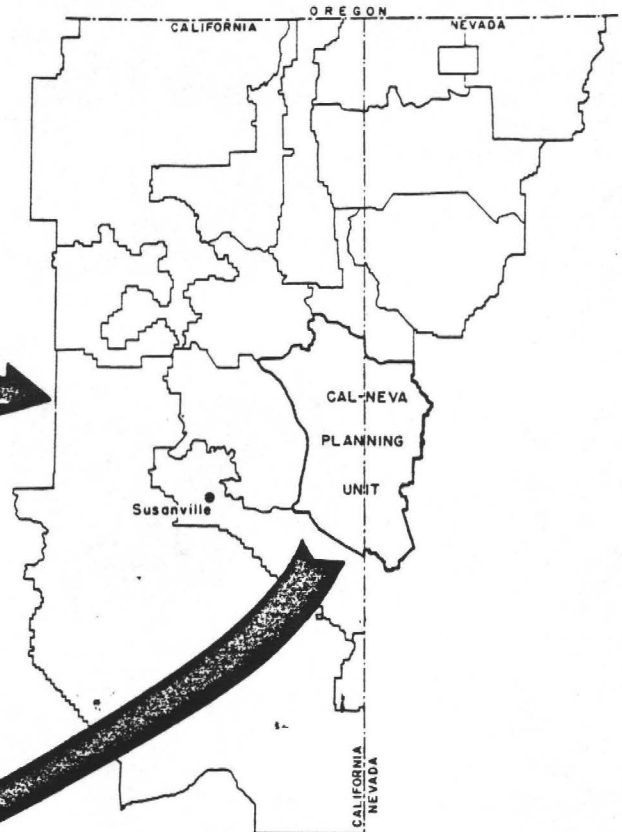 OREGON
CALIFORNIA
NEVADA
CAL-NEVA
PLANNING
UNIT
Susanville
CALIFORNIA
NEVADA